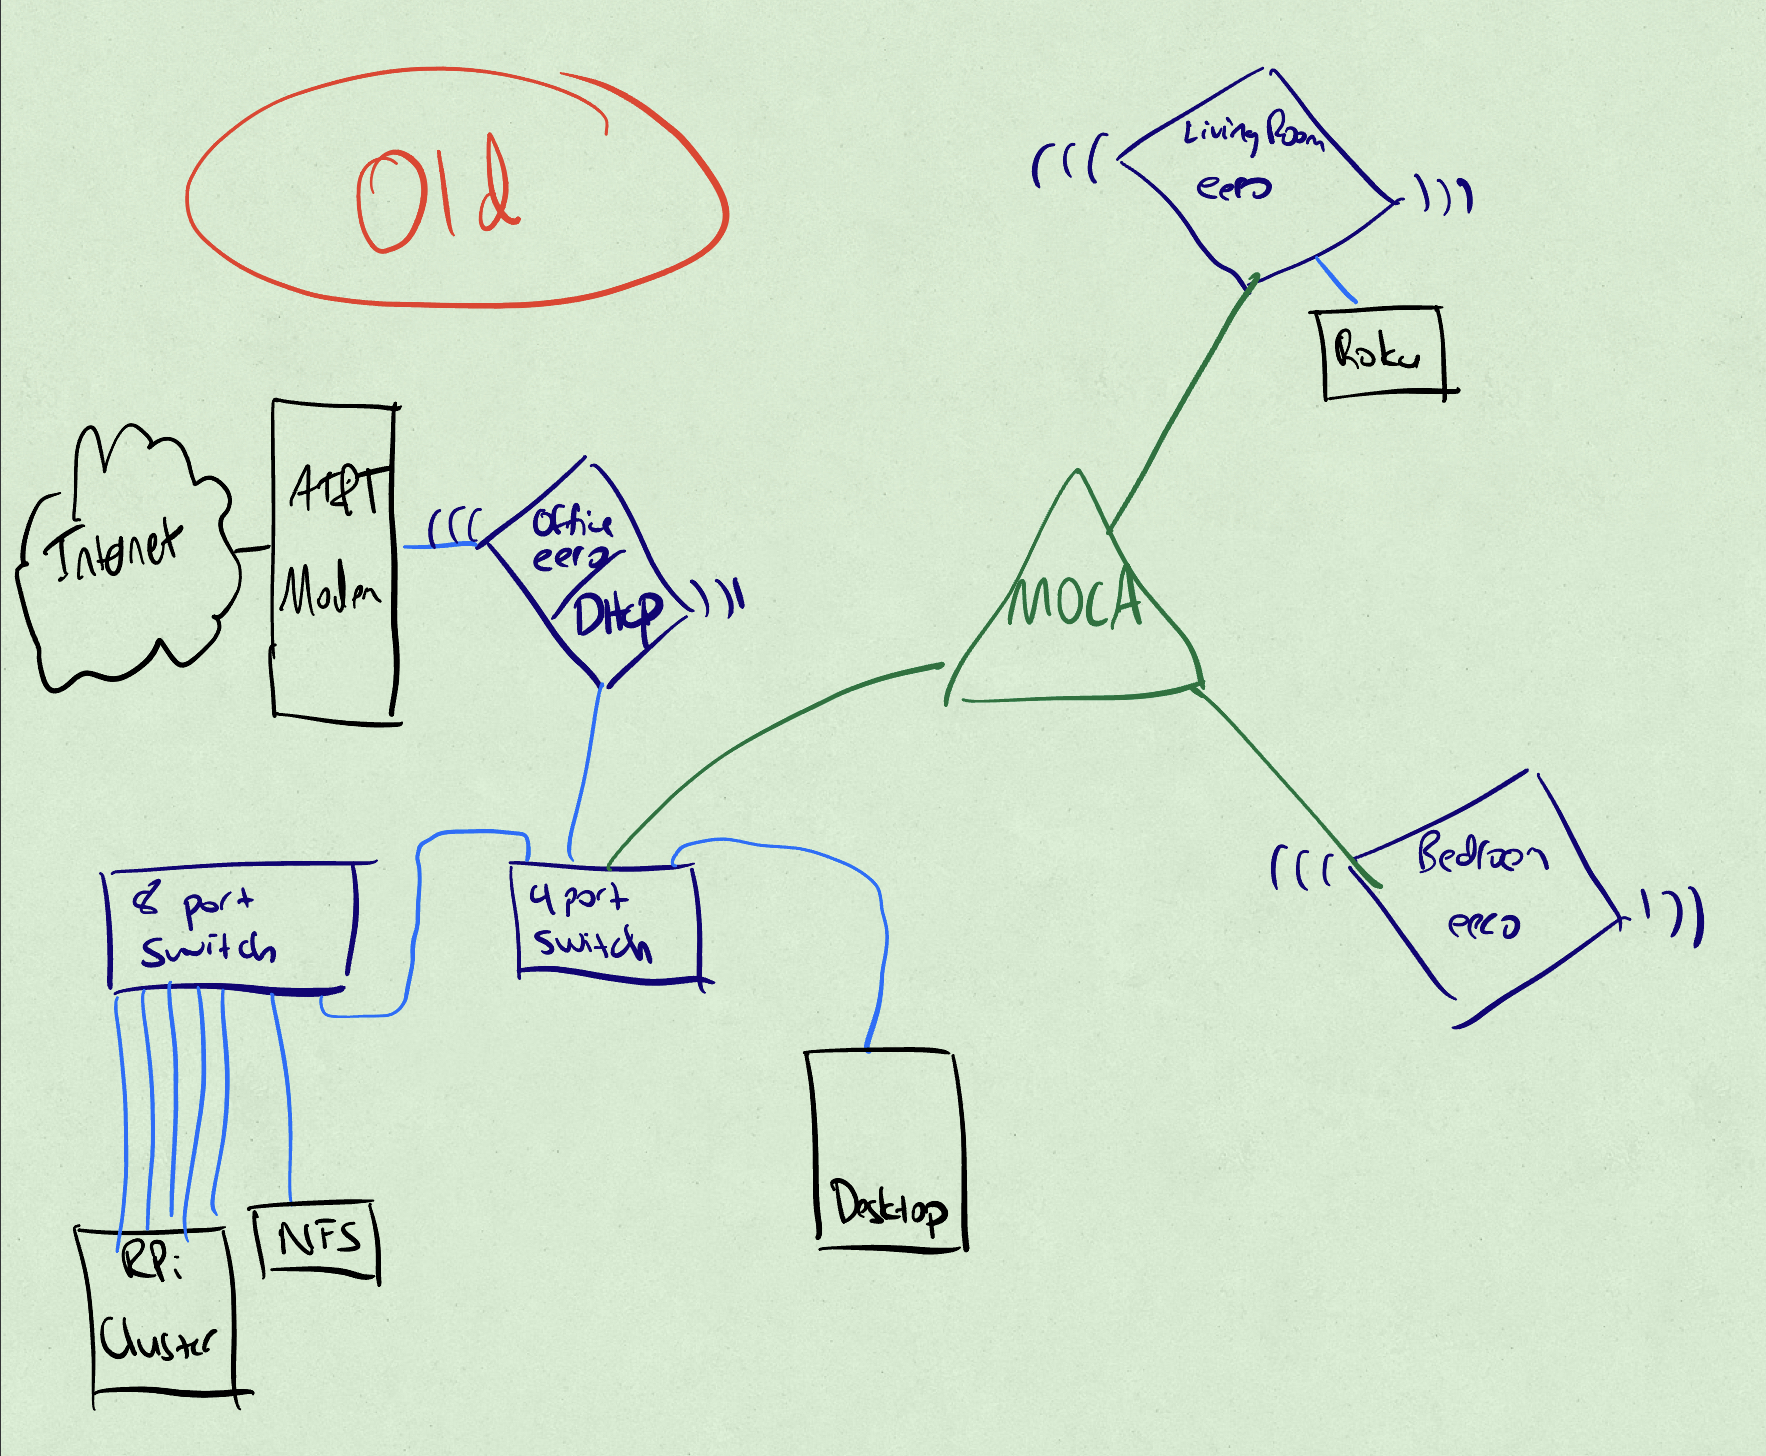 Old
Living Room
eero
Roku
Internet
AT&T
Modem
Office
eero
DHCP
MOCA
8 port
Switch
4 port
Switch
Bedroom
eero
Desktop
NFS
RPi
Cluster